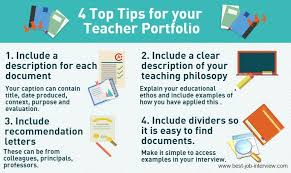 4 Top Tips for your
Teacher Portfolio
1. Include a
description for each
document
Your caption can contain
title, date produced,
context, purpose and
evaluation.
2. Include a clear
description of your
teaching philosopy
Explain your educational
ethos and include examples
of how you have applied this .
3. Include
recommendation
letters
These can be from
colleagues, principals,
professors.
4. Include dividers so
it is easy to find
documents.
Make it simple to access
examples in your interview.
www.best-job-interview.com